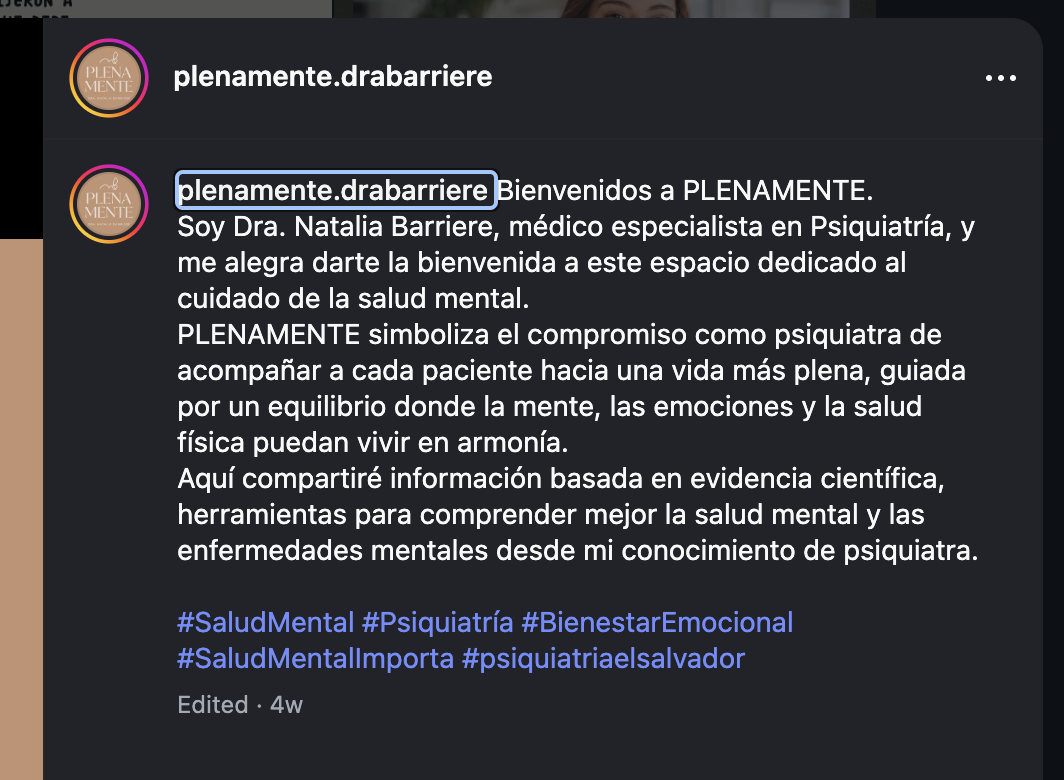 plenamente.drabarriere
PLENA
MENTE
plenamente.drabarriere Bienvenidos a PLENAMENTE.
PLENA
MENTE
Soy Dra. Natalia Barriere, médico especialista en Psiquiatría, y
me alegra darte la bienvenida a este espacio dedicado al
cuidado de la salud mental.
PLENAMENTE simboliza el compromiso como psiquiatra de
acompañar a cada paciente hacia una vida más plena, guiada
por un equilibrio donde la mente, las emociones y la salud
física puedan vivir en armonía.
Aquí compartiré información basada en evidencia científica,
herramientas para comprender mejor la salud mental y las
enfermedades mentales desde mi conocimiento de psiquiatra.
#SaludMental #Psiquiatría #BienestarEmocional
#SaludMentalImporta #psiquiatriaelsalvador
Edited · 4w